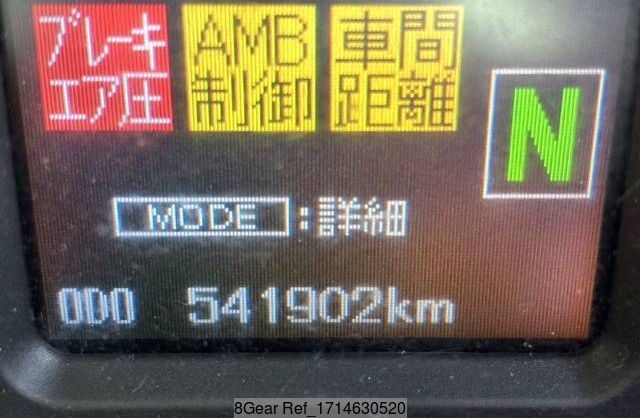 ブレーキ
エア圧
AMB
制御
車間
距離
N
MODE:詳細
ODO 541902km
8Gear Ref_1714630520